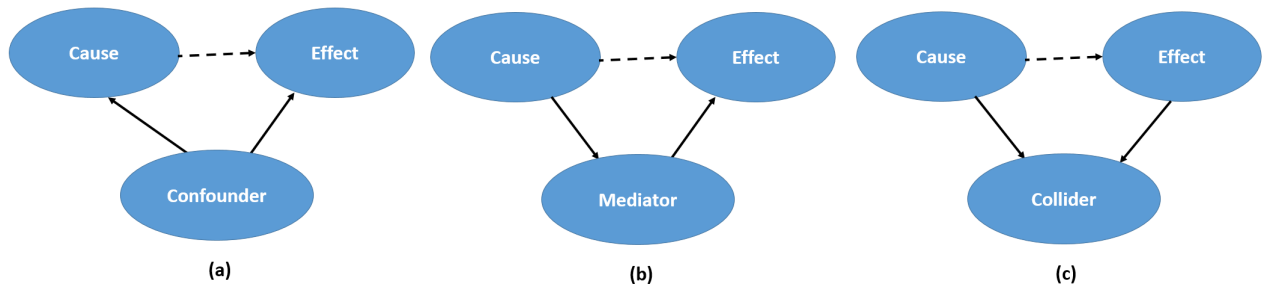 Cause
Effect
Confounder
(a)
Cause
Effect
Mediator
(b)
Cause
Effect
Collider
(c)